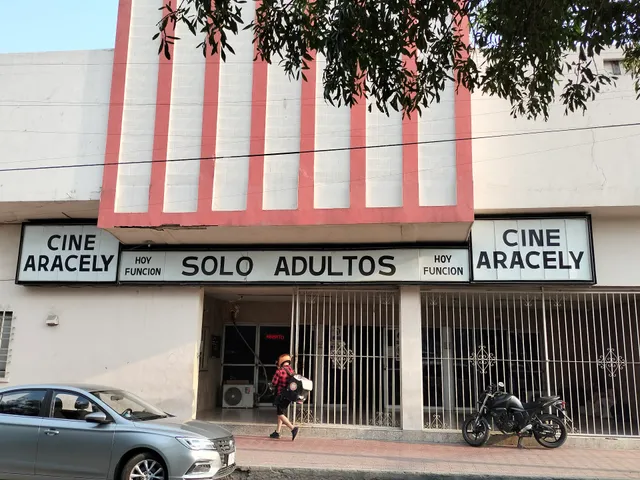 CINE
ARACELY
HOY
FUNCION
SOLO ADULTOS
HOY
FUNCION
CINE
ARACELY